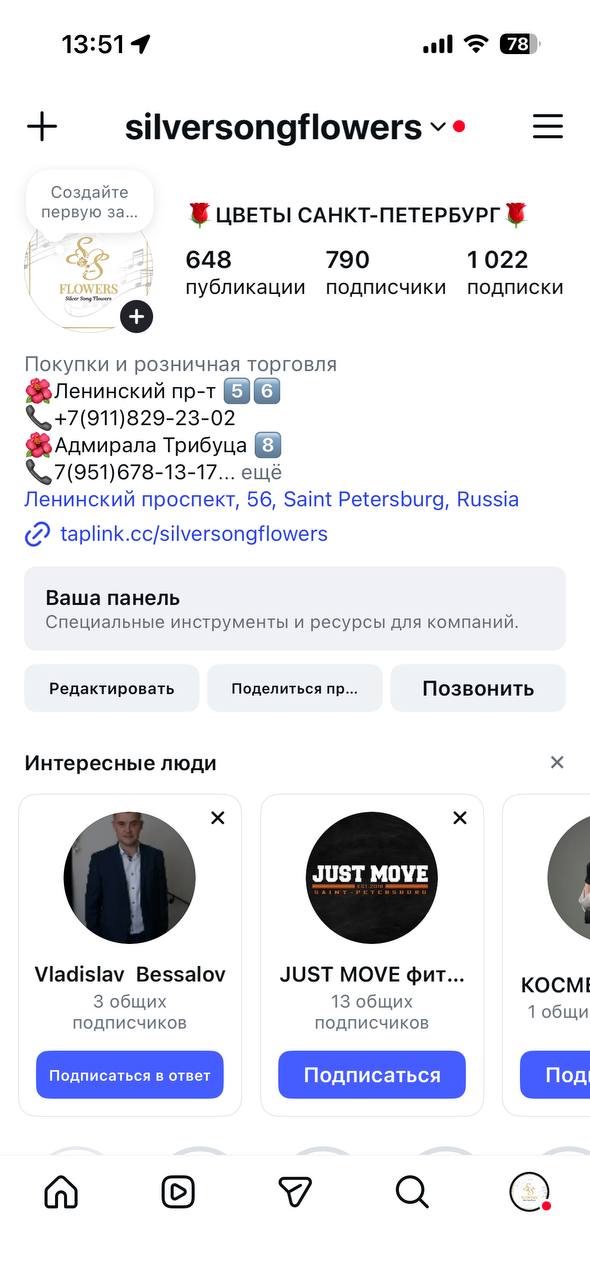 13:51
78
silversongflowers
Создайте
первую за...
🌹ЦВЕТЫ САНКТ-ПЕТЕРБУРГ🌹
648 790 1 022
публикации подписчики подписки
FLOWERS
Silver Song Flowers
Покупки и розничная торговля
🌺Ленинский пр-т 5️⃣6️⃣
📞+7(911)829-23-02
🌺Адмирала Трибуца 8️⃣
📞7(951)678-13-17... ещё
Ленинский проспект, 56, Saint Petersburg, Russia
taplink.cc/silversongflowers
Ваша панель
Специальные инструменты и ресурсы для компаний.
Редактировать Поделиться пр... Позвонить
Интересные люди
JUST MOVE
EST.2016
SAINT-PETERSBURG
Vladislav Bessalov JUST MOVE фит... КОСМЕ
3 общих 13 общих 1 общи
подписчиков подписчиков
Подписаться в ответ Подписаться Под